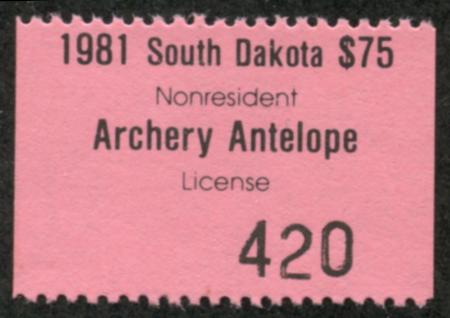 1981 South Dakota $75
Nonresident
Archery Antelope
License
420